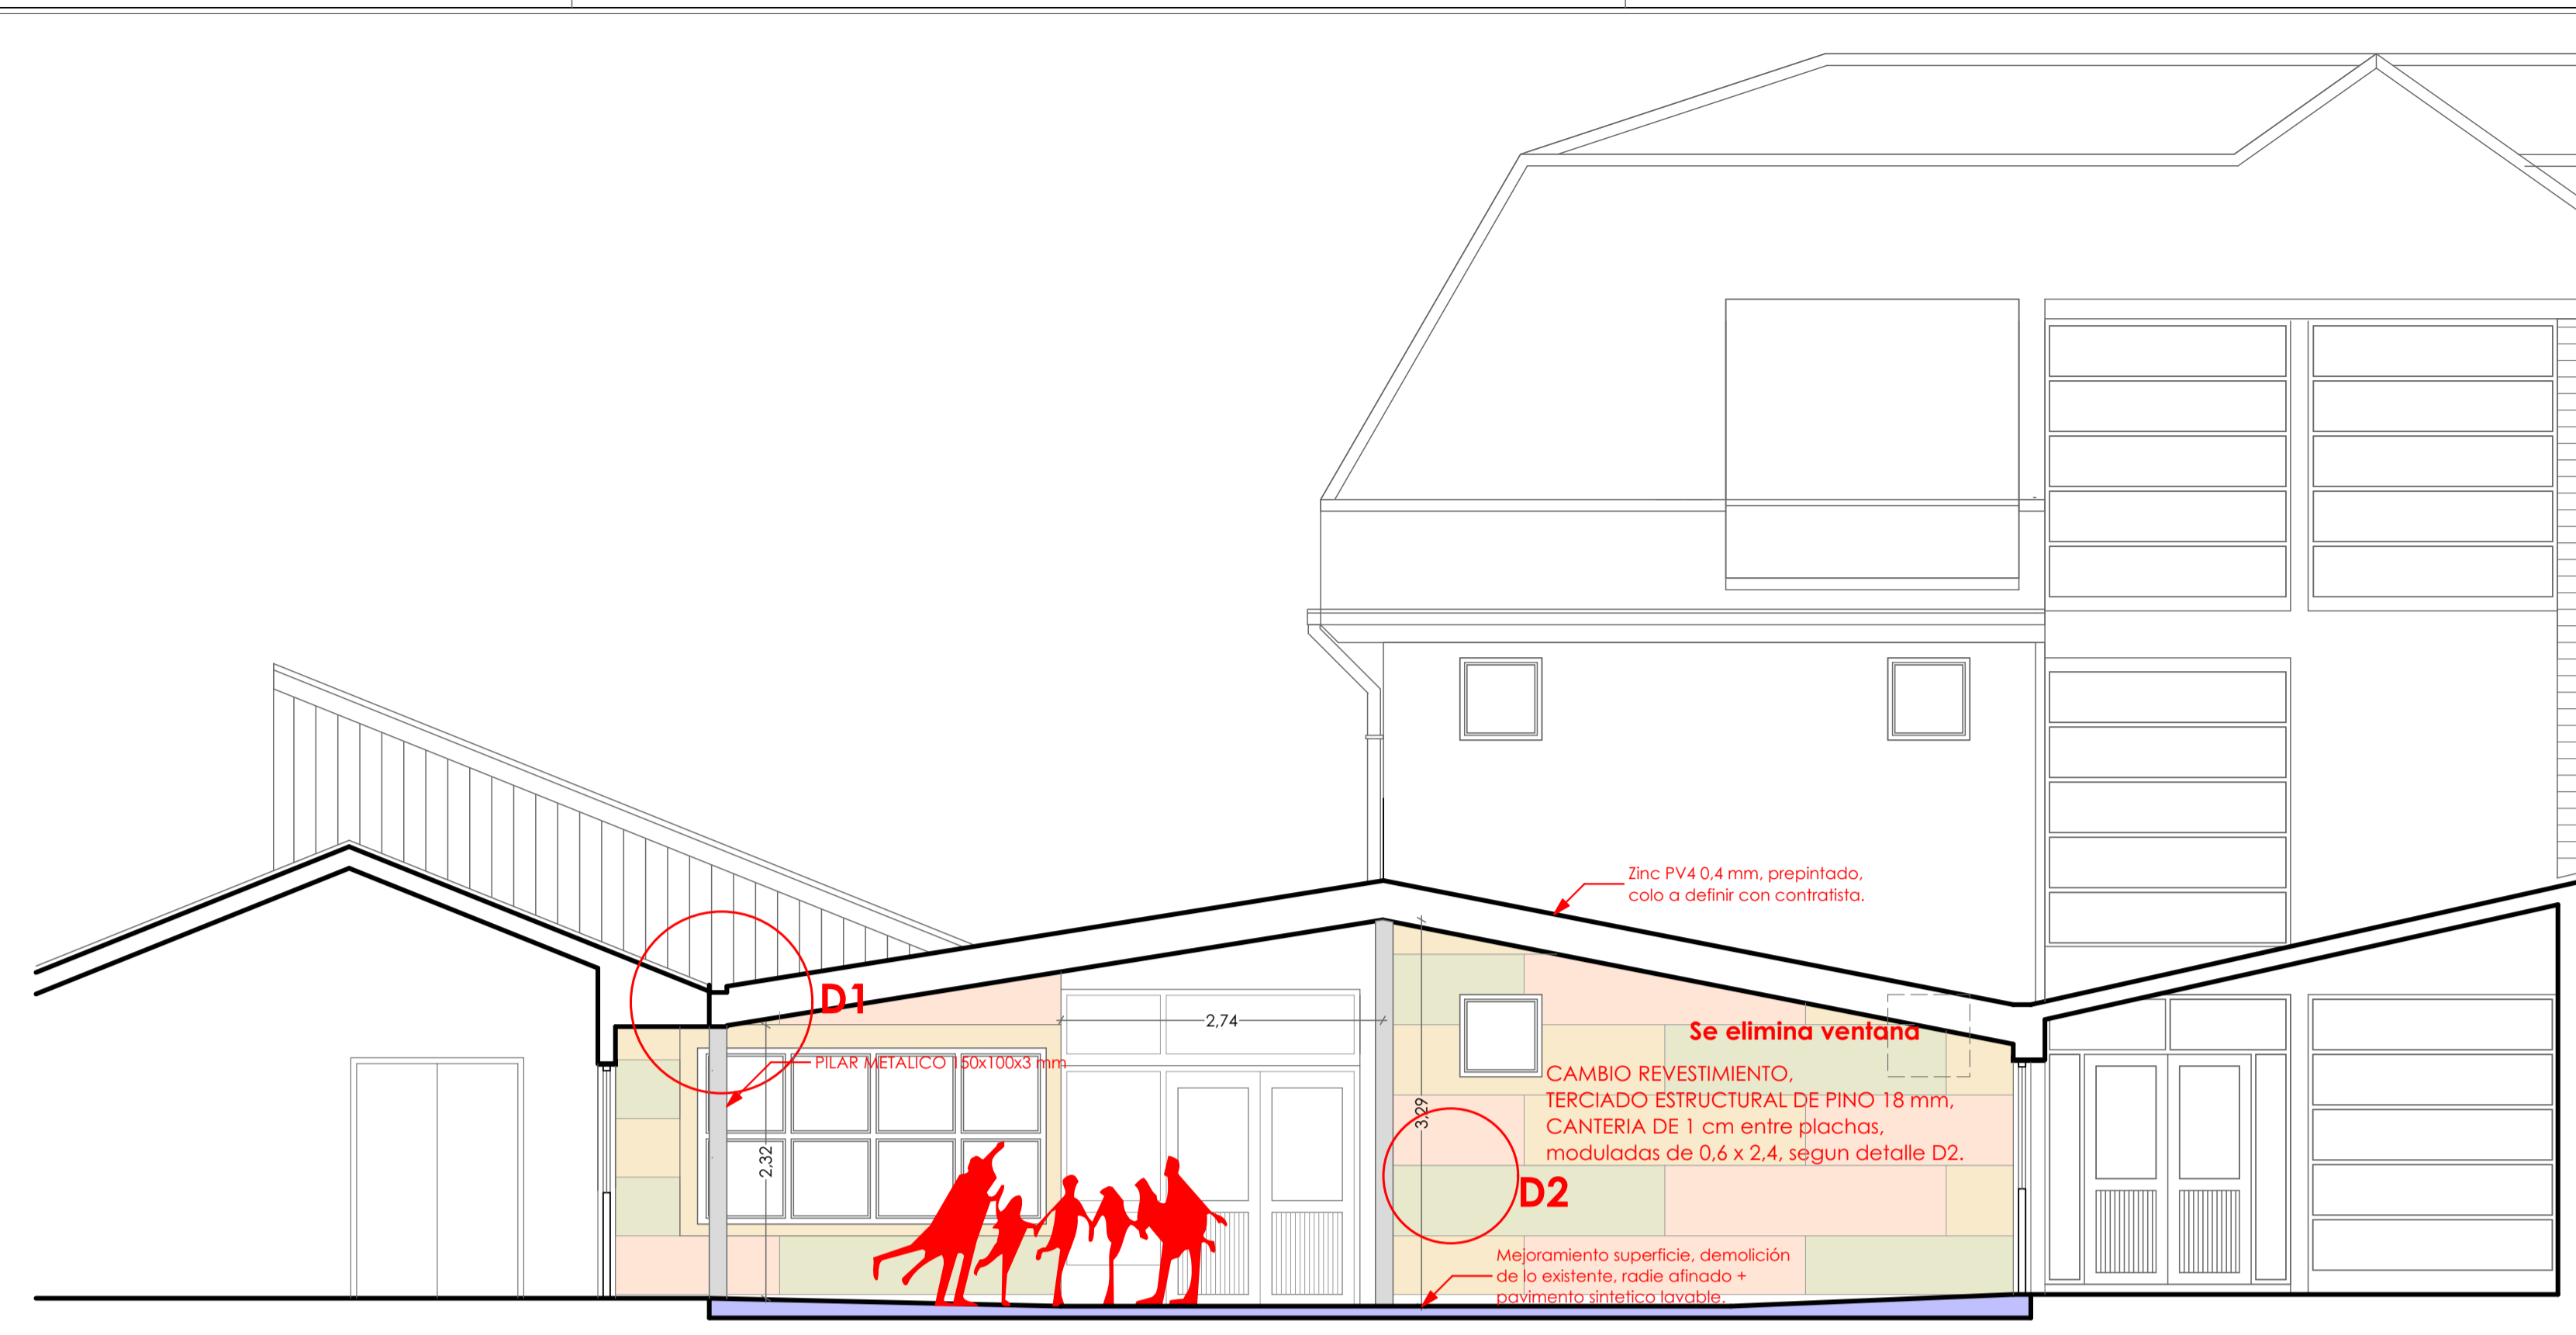 Zinc PV4 0,4 mm, prepintado,
colo a definir con contratista.
D1
2,74
Se elimina ventana
PILAR METALICO 150x100x3 mm
CAMBIO REVESTIMIENTO,
TERCIADO ESTRUCTURAL DE PINO 18 mm,
CANTERIA DE 1 cm entre plachas,
moduladas de 0,6 x 2,4, segun detalle D2.
3,29
2,32
D2
Mejoramiento superficie, demolición
de lo existente, radie afinado +
pavimento sintetico lavable.